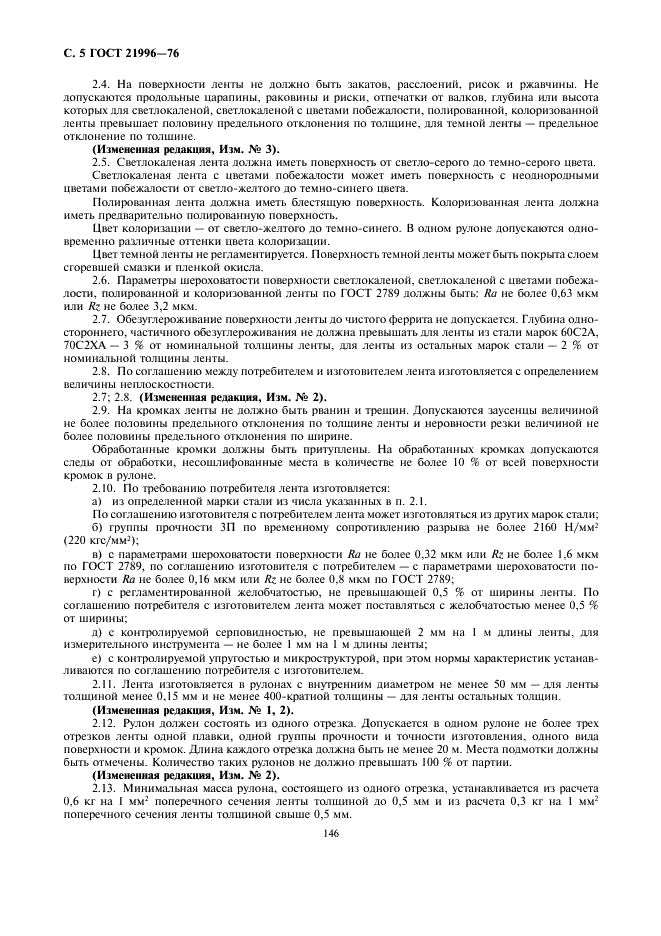 С. 5 ГОСТ 21996—76
2.4. На поверхности ленты не должно быть закатов, расслоений, рисок и ржавчины. Не
допускаются продольные царапины, раковины и риски, отпечатки от валков, глубина или высота
которых для светлокаленой, светлокаленой с цветами побежалости, полированной, колоризованной
ленты превышает половину предельного отклонения по толщине, для темной ленты — предельное
отклонение по толщине.
(Измененная редакция, Изм. № 3).
2.5. Светлокаленая лента должна иметь поверхность от светло-серого до темно-серого цвета.
Светлокаленая лента с цветами побежалости может иметь поверхность с неоднородными
цветами побежалости от светло-желтого до темно-синего цвета.
Полированная лента должна иметь блестящую поверхность. Колоризованная лента должна
иметь предварительно полированную поверхность.
Цвет колоризации — от светло-желтого до темно-синего. В одном рулоне допускаются одно-
временно различные оттенки цвета колоризации.
Цвет темной ленты не регламентируется. Поверхность темной ленты может быть покрыта слоем
сгоревшей смазки и пленкой окисла.
2.6. Параметры шероховатости поверхности светлокаленой, светлокаленой с цветами побежа-
лости, полированной и колоризованной ленты по ГОСТ 2789 должны быть: Ra не более 0,63 мкм
или Rz не более 3,2 мкм.
2.7. Обезуглероживание поверхности ленты до чистого феррита не допускается. Глубина одно-
стороннего, частичного обезуглероживания не должна превышать для ленты из стали марок 60С2А,
70С2ХА — 3 % от номинальной толщины ленты, для ленты из остальных марок стали — 2 % от
номинальной толщины ленты.
2.8. По соглашению между потребителем и изготовителем лента изготовляется с определением
величины неплоскостности.
2.7; 2.8. (Измененная редакция, Изм. № 2).
2.9. На кромках ленты не должно быть рванин и трещин. Допускаются заусенцы величиной
не более половины предельного отклонения по толщине ленты и неровности резки величиной не
более половины предельного отклонения по ширине.
Обработанные кромки должны быть притуплены. На обработанных кромках допускаются
следы от обработки, несошлифованные места в количестве не более 10 % от всей поверхности
кромок в рулоне.
2.10. По требованию потребителя лента изготовляется:
а) из определенной марки стали из числа указанных в п. 2.1.
По соглашению изготовителя с потребителем лента может изготовляться из других марок стали;
б) группы прочности 3П по временному сопротивлению разрыва не более 2160 Н/мм²
(220 кгс/мм²);
в) с параметрами шероховатости поверхности Ra не более 0,32 мкм или Rz не более 1,6 мкм
по ГОСТ 2789, по соглашению изготовителя с потребителем — с параметрами шероховатости по-
верхности Ra не более 0,16 мкм или Rz не более 0,8 мкм по ГОСТ 2789;
г) с регламентированной желобчатостью, не превышающей 0,5 % от ширины ленты. По
соглашению потребителя с изготовителем лента может поставляться с желобчатостью менее 0,5 %
от ширины;
д) с контролируемой серповидностью, не превышающей 2 мм на 1 м длины ленты, для
измерительного инструмента — не более 1 мм на 1 м длины ленты;
е) с контролируемой упругостью и микроструктурой, при этом нормы характеристик устанав-
ливаются по соглашению потребителя с изготовителем.
2.11. Лента изготовляется в рулонах с внутренним диаметром не менее 50 мм — для ленты
толщиной менее 0,15 мм и не менее 400-кратной толщины — для ленты остальных толщин.
(Измененная редакция, Изм. № 1, 2).
2.12. Рулон должен состоять из одного отрезка. Допускается в одном рулоне не более трех
отрезков ленты одной плавки, одной группы прочности и точности изготовления, одного вида
поверхности и кромок. Длина каждого отрезка должна быть не менее 20 м. Места подмотки должны
быть отмечены. Количество таких рулонов не должно превышать 100 % от партии.
(Измененная редакция, Изм. № 2).
2.13. Минимальная масса рулона, состоящего из одного отрезка, устанавливается из расчета
0,6 кг на 1 мм² поперечного сечения ленты толщиной до 0,5 мм и из расчета 0,3 кг на 1 мм²
поперечного сечения ленты толщиной свыше 0,5 мм.
146